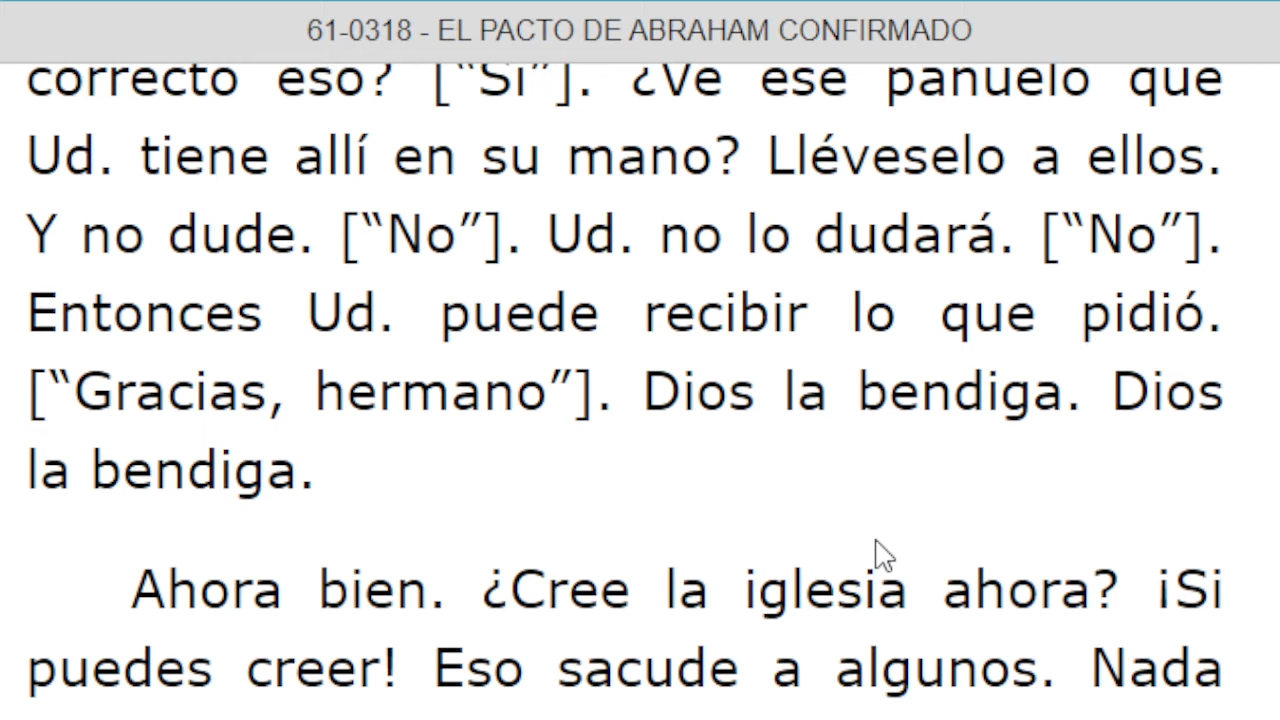 61-0318 - EL PACTO DE ABRAHAM CONFIRMADO
correcto eso? [“Sí”]. ¿Ve ese pañuelo que
Ud. tiene allí en su mano? Lléveselo a ellos.
Y no dude. [“No”]. Ud. no lo dudará. [“No”].
Entonces Ud. puede recibir lo que pidió.
[“Gracias, hermano”]. Dios la bendiga. Dios
la bendiga.
Ahora bien. ¿Cree la iglesia ahora? ¡Si
puedes creer! Eso sacude a algunos. Nada